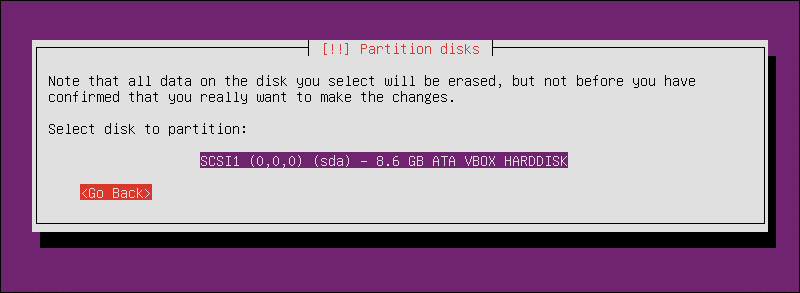 [!!] Partition disks
Note that all data on the disk you select will be erased, but not before you have
confirmed that you really want to make the changes.
Select disk to partition:
SCSI1 (0,0,0) (sda) - 8.6 GB ATA VBOX HARDDISK
<Go Back>